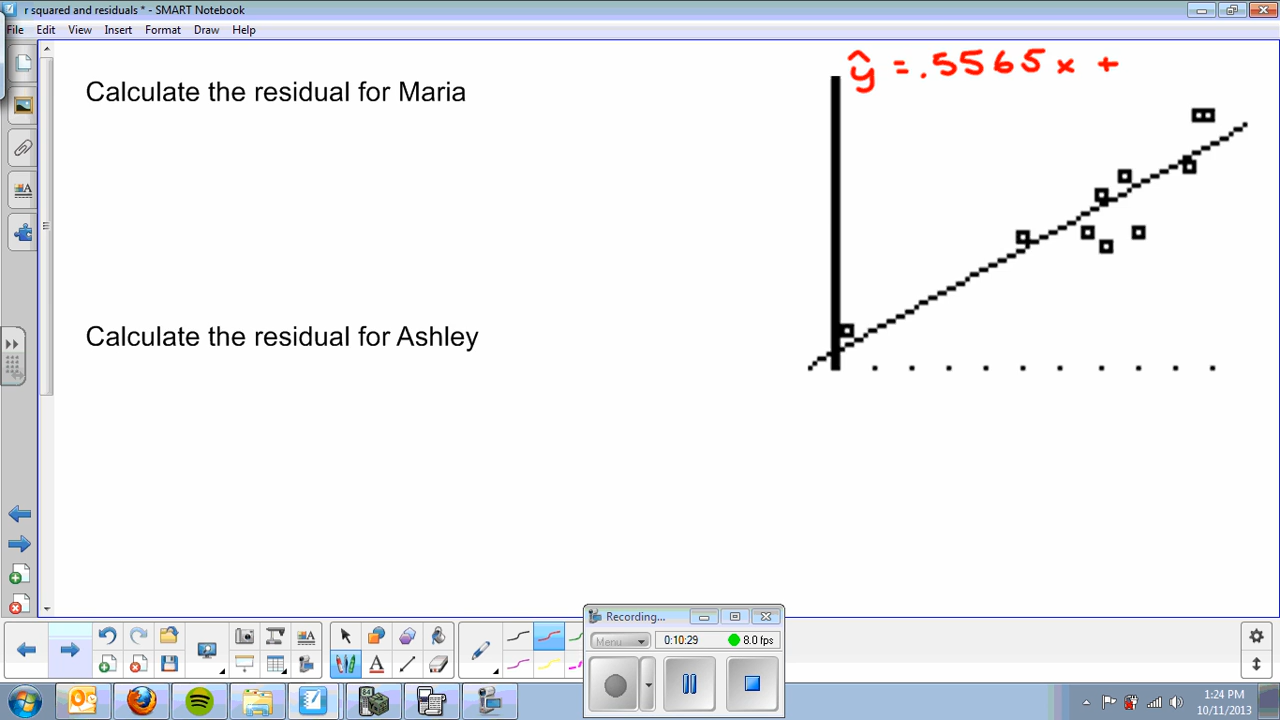 r squared and residuals * - SMART Notebook
File Edit View Insert Format Draw Help
ŷ = .5565x +
Calculate the residual for Maria
Calculate the residual for Ashley
Recording...
Menu
0:10:29
8.0 fps
1:24 PM
10/11/2013